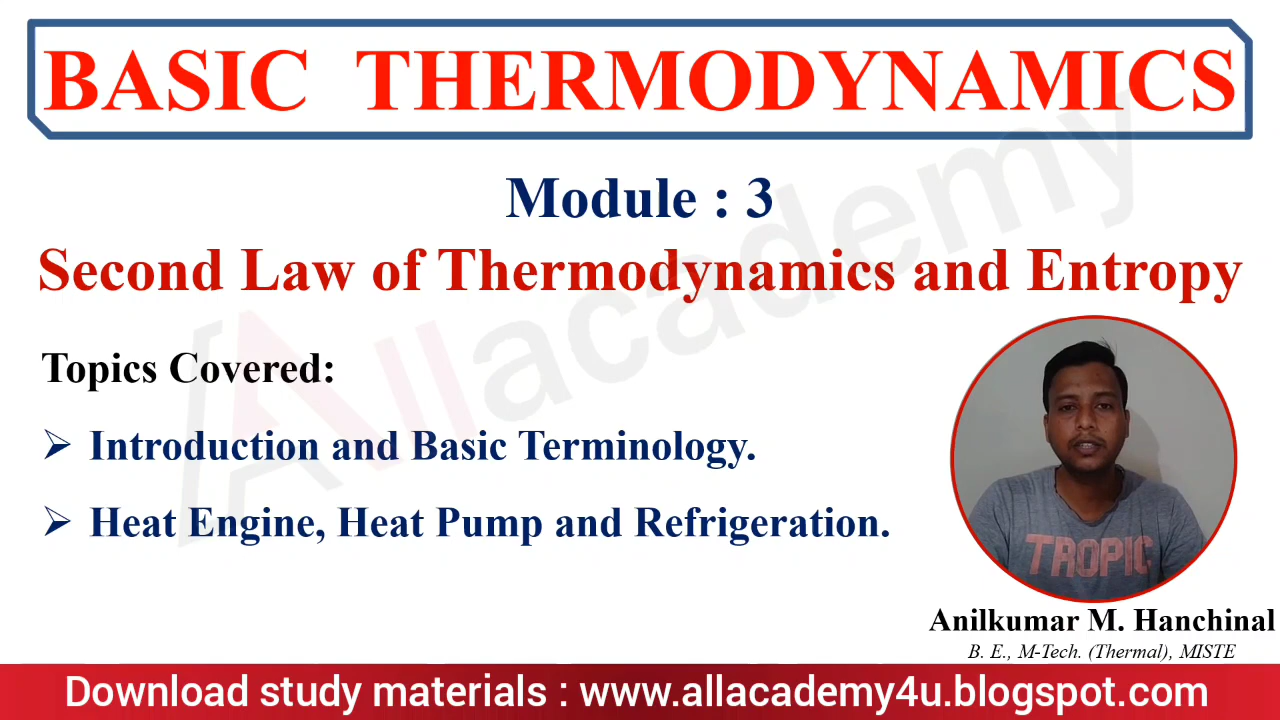 BASIC THERMODYNAMICS
Module : 3
Second Law of Thermodynamics and Entropy
Allacademy
Topics Covered:
➢ Introduction and Basic Terminology.
➢ Heat Engine, Heat Pump and Refrigeration.
TROPIC
Anilkumar M. Hanchinal
B. E., M-Tech. (Thermal), MISTE
Download study materials : www.allacademy4u.blogspot.com